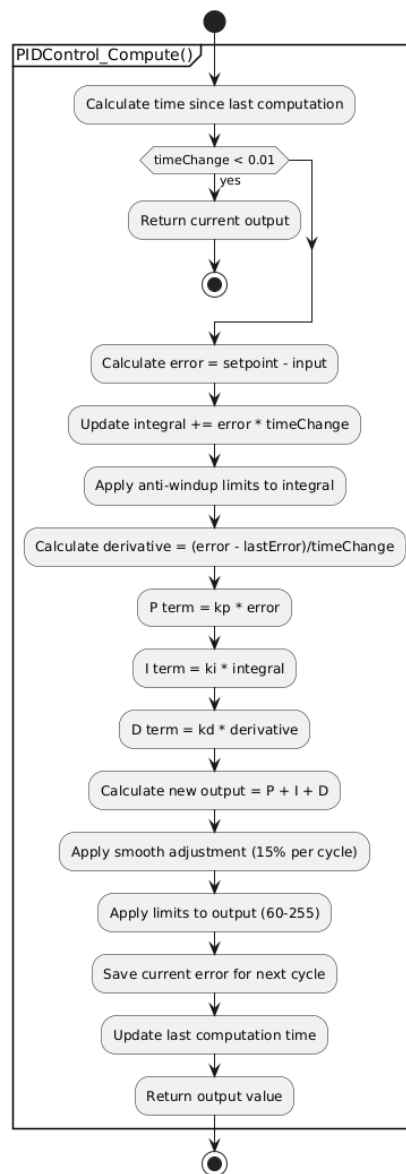 PIDControl_Compute()
Calculate time since last computation
timeChange < 0.01
yes
Return current output
Calculate error = setpoint - input
Update integral += error * timeChange
Apply anti-windup limits to integral
Calculate derivative = (error - lastError)/timeChange
P term = kp * error
I term = ki * integral
D term = kd * derivative
Calculate new output = P + I + D
Apply smooth adjustment (15% per cycle)
Apply limits to output (60-255)
Save current error for next cycle
Update last computation time
Return output value